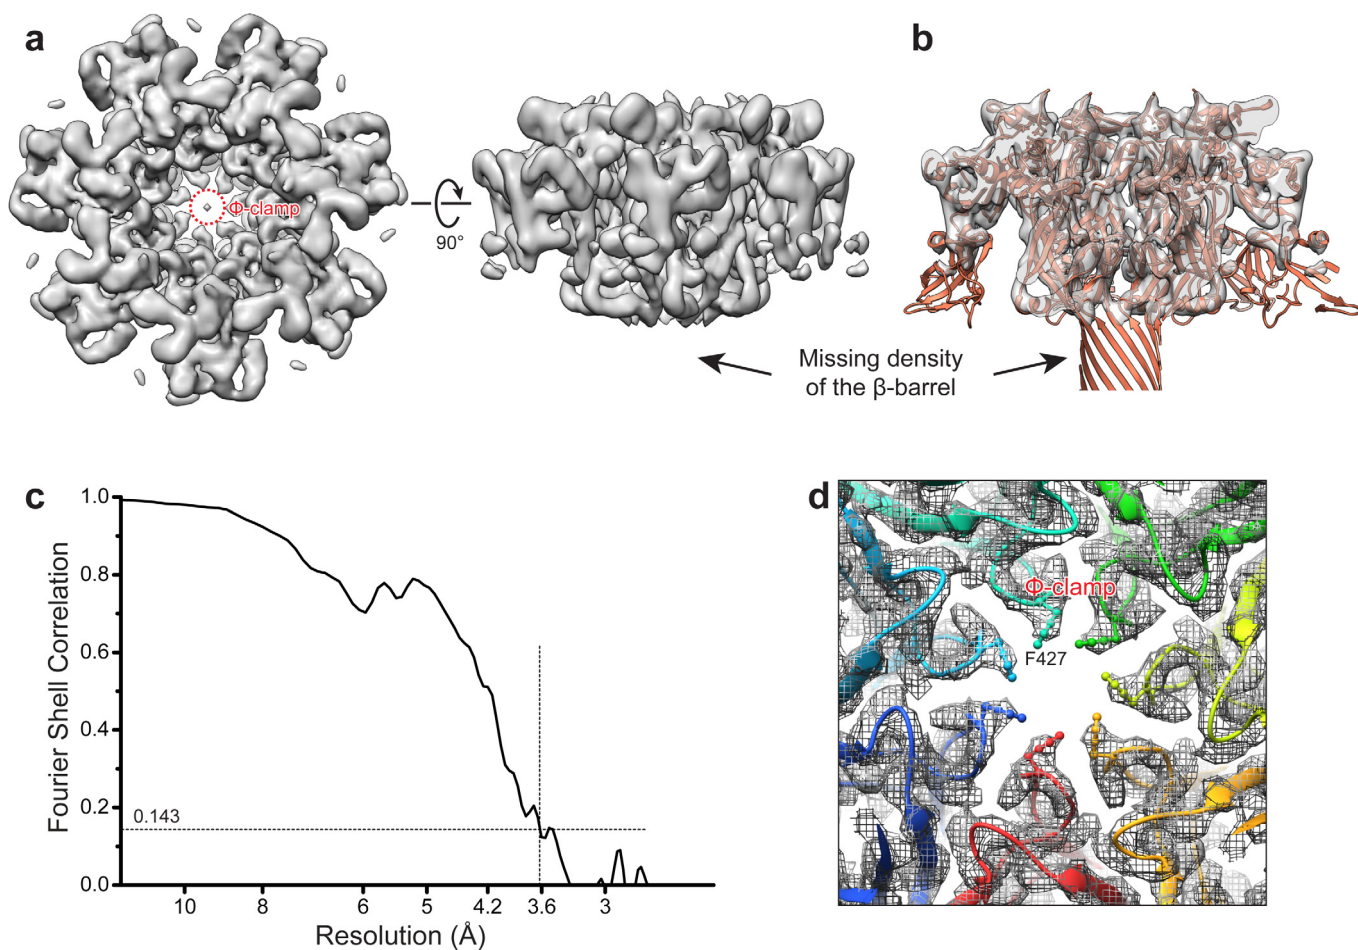 a
Φ-clamp
90°
b
Missing density
of the β-barrel
c
Fourier Shell Correlation
1.0
0.8
0.6
0.4
0.2
0.0
0.143
10 8 6 5 4.2 3.6 3
Resolution (Å)
d
Φ-clamp
F427